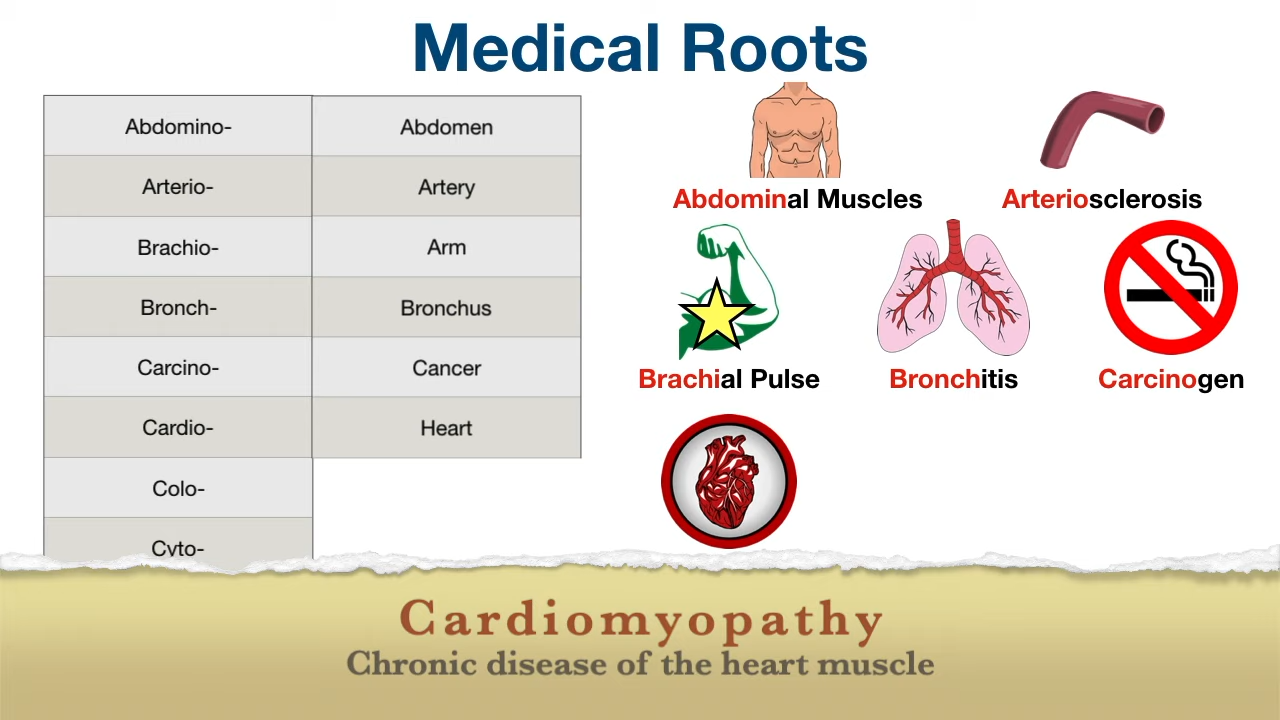 Medical Roots
Abdomino- Abdomen
Arterio- Artery
Brachio- Arm
Bronch- Bronchus
Carcino- Cancer
Cardio- Heart
Colo-
Cyto-
Abdominal Muscles
Arteriosclerosis
Brachial Pulse
Bronchitis
Carcinogen
Cardiomyopathy
Chronic disease of the heart muscle